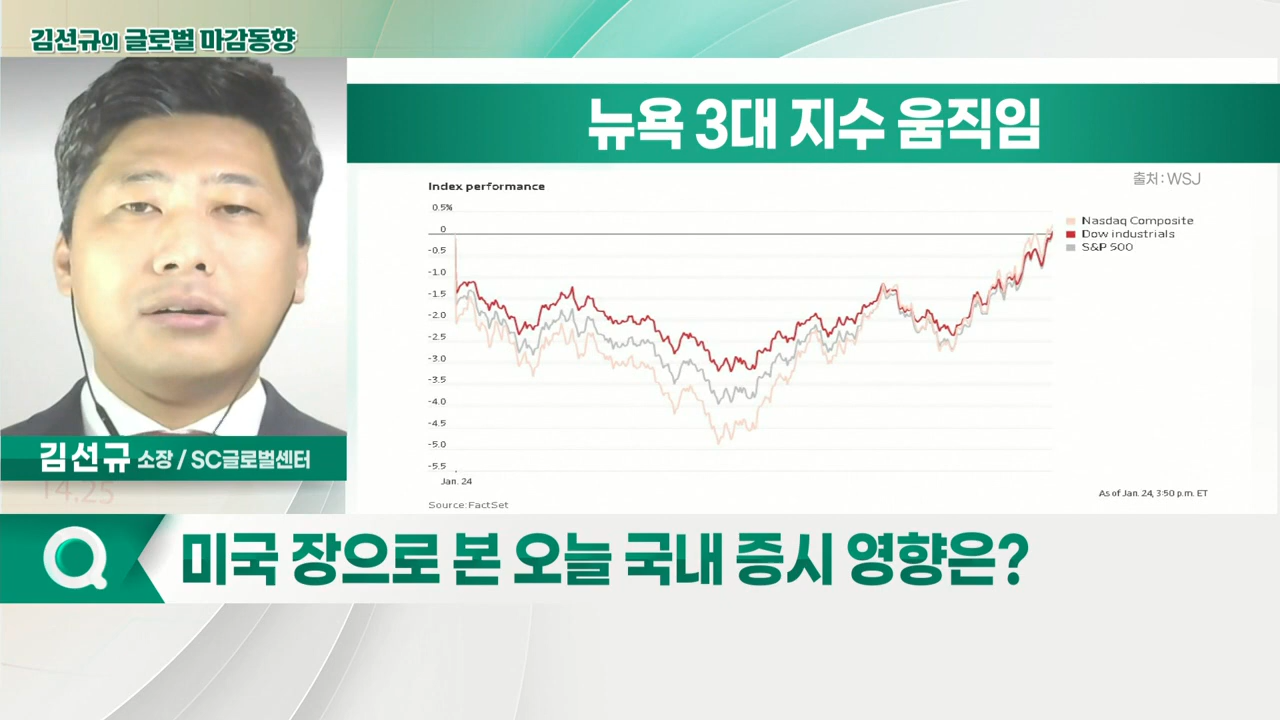 김선규의 글로벌 마감동향
뉴욕 3대 지수 움직임
출처 : WSJ
Index performance
0.5%
0
-0.5
-1.0
-1.5
-2.0
-2.5
-3.0
-3.5
-4.0
-4.5
-5.0
-5.5
Jan. 24
Nasdaq Composite
Dow industrials
S&P 500
As of Jan. 24, 3:50 p.m. ET
Source: FactSet
김선규 소장 / SC글로벌센터
14.25
Q 미국 장으로 본 오늘 국내 증시 영향은?